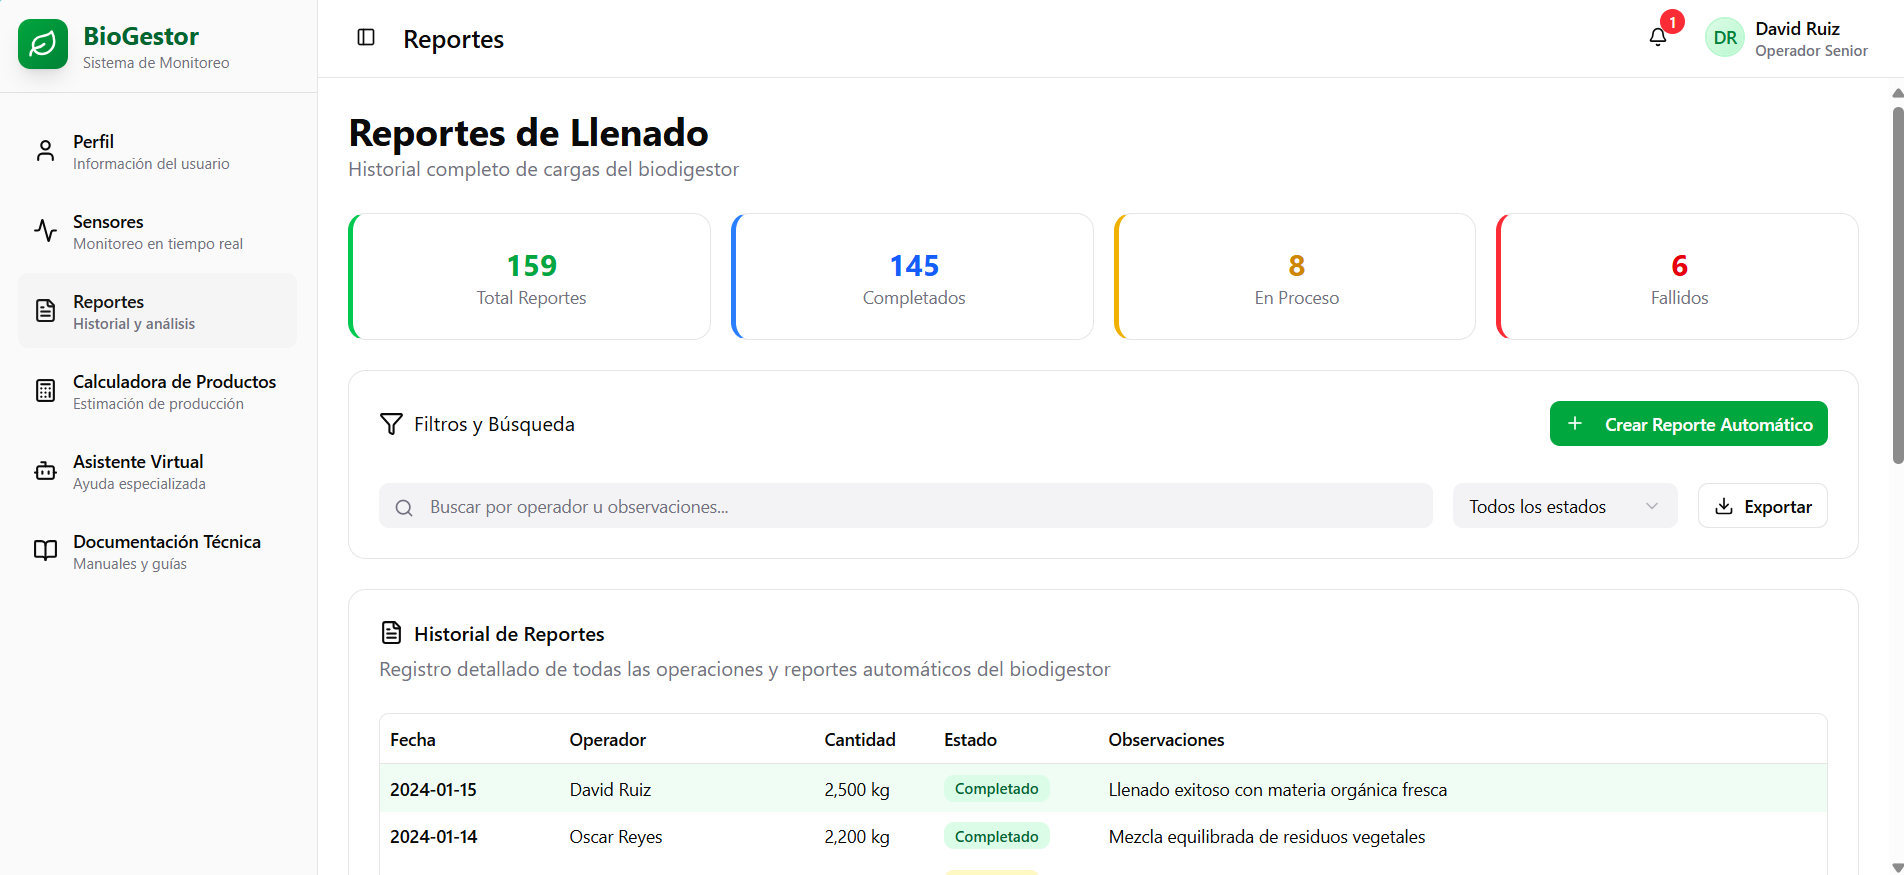 BioGestor
Sistema de Monitoreo
Perfil
Información del usuario
Sensores
Monitoreo en tiempo real
Reportes
Historial y análisis
Calculadora de Productos
Estimación de producción
Asistente Virtual
Ayuda especializada
Documentación Técnica
Manuales y guías
Reportes
1
DR
David Ruiz
Operador Senior
Reportes de Llenado
Historial completo de cargas del biodigestor
159
Total Reportes
145
Completados
8
En Proceso
6
Fallidos
Filtros y Búsqueda
Crear Reporte Automático
Buscar por operador u observaciones...
Todos los estados
Exportar
Historial de Reportes
Registro detallado de todas las operaciones y reportes automáticos del biodigestor
Fecha Operador Cantidad Estado Observaciones
2024-01-15 David Ruiz 2,500 kg Completado Llenado exitoso con materia orgánica fresca
2024-01-14 Oscar Reyes 2,200 kg Completado Mezcla equilibrada de residuos vegetales